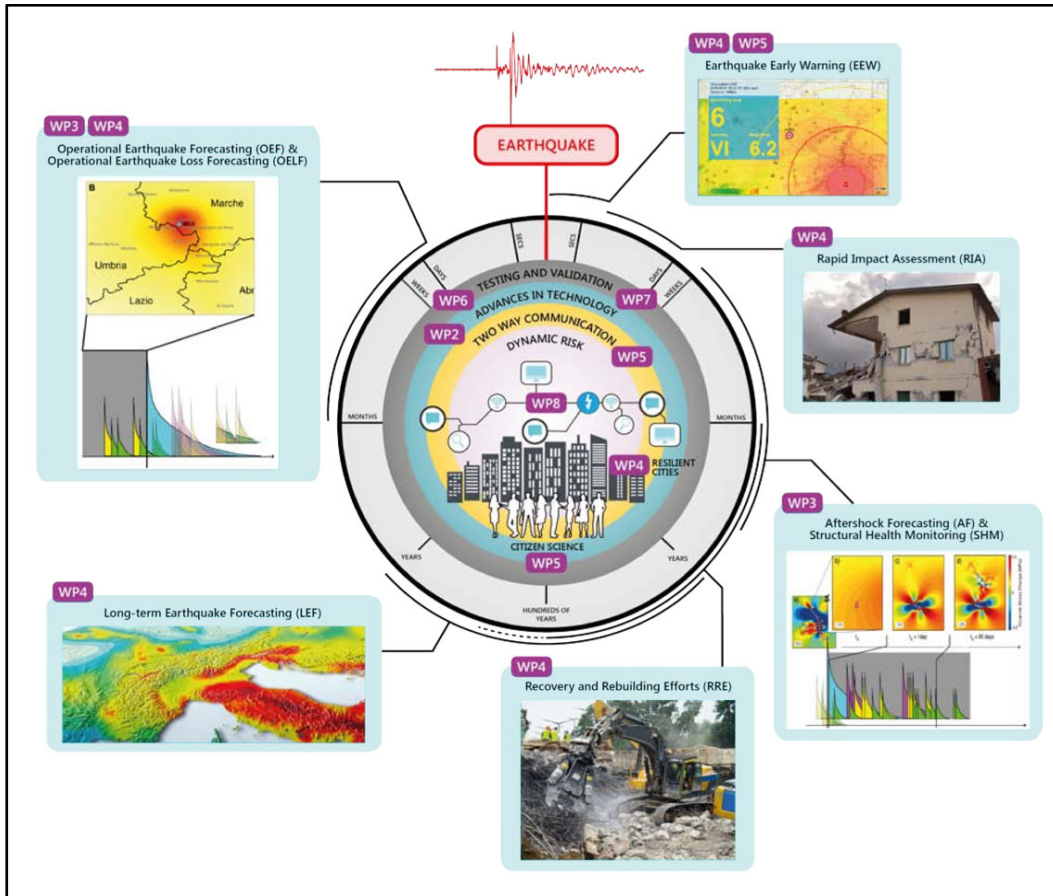 WP4 WP5
Earthquake Early Warning (EEW)
6
VI
6.2
EARTHQUAKE
WP3 WP4
Operational Earthquake Forecasting (OEF) &
Operational Earthquake Loss Forecasting (OELF)
B
Marche
Umbria
Lazio
Abr
WP4
Rapid Impact Assessment (RIA)
SECS
SECS
DAYS
DAYS
WEEKS
WEEKS
MONTHS
MONTHS
YEARS
YEARS
HUNDREDS OF
YEARS
TESTING AND VALIDATION
WP6
WP7
ADVANCES IN TECHNOLOGY
WP2
TWO WAY COMMUNICATION
WP5
DYNAMIC RISK
WP8
WP4
RESILIENT
CITIES
CITIZEN SCIENCE
WP5
WP3
Aftershock Forecasting (AF) &
Structural Health Monitoring (SHM)
WP4
Long-term Earthquake Forecasting (LEF)
WP4
Recovery and Rebuilding Efforts (RRE)